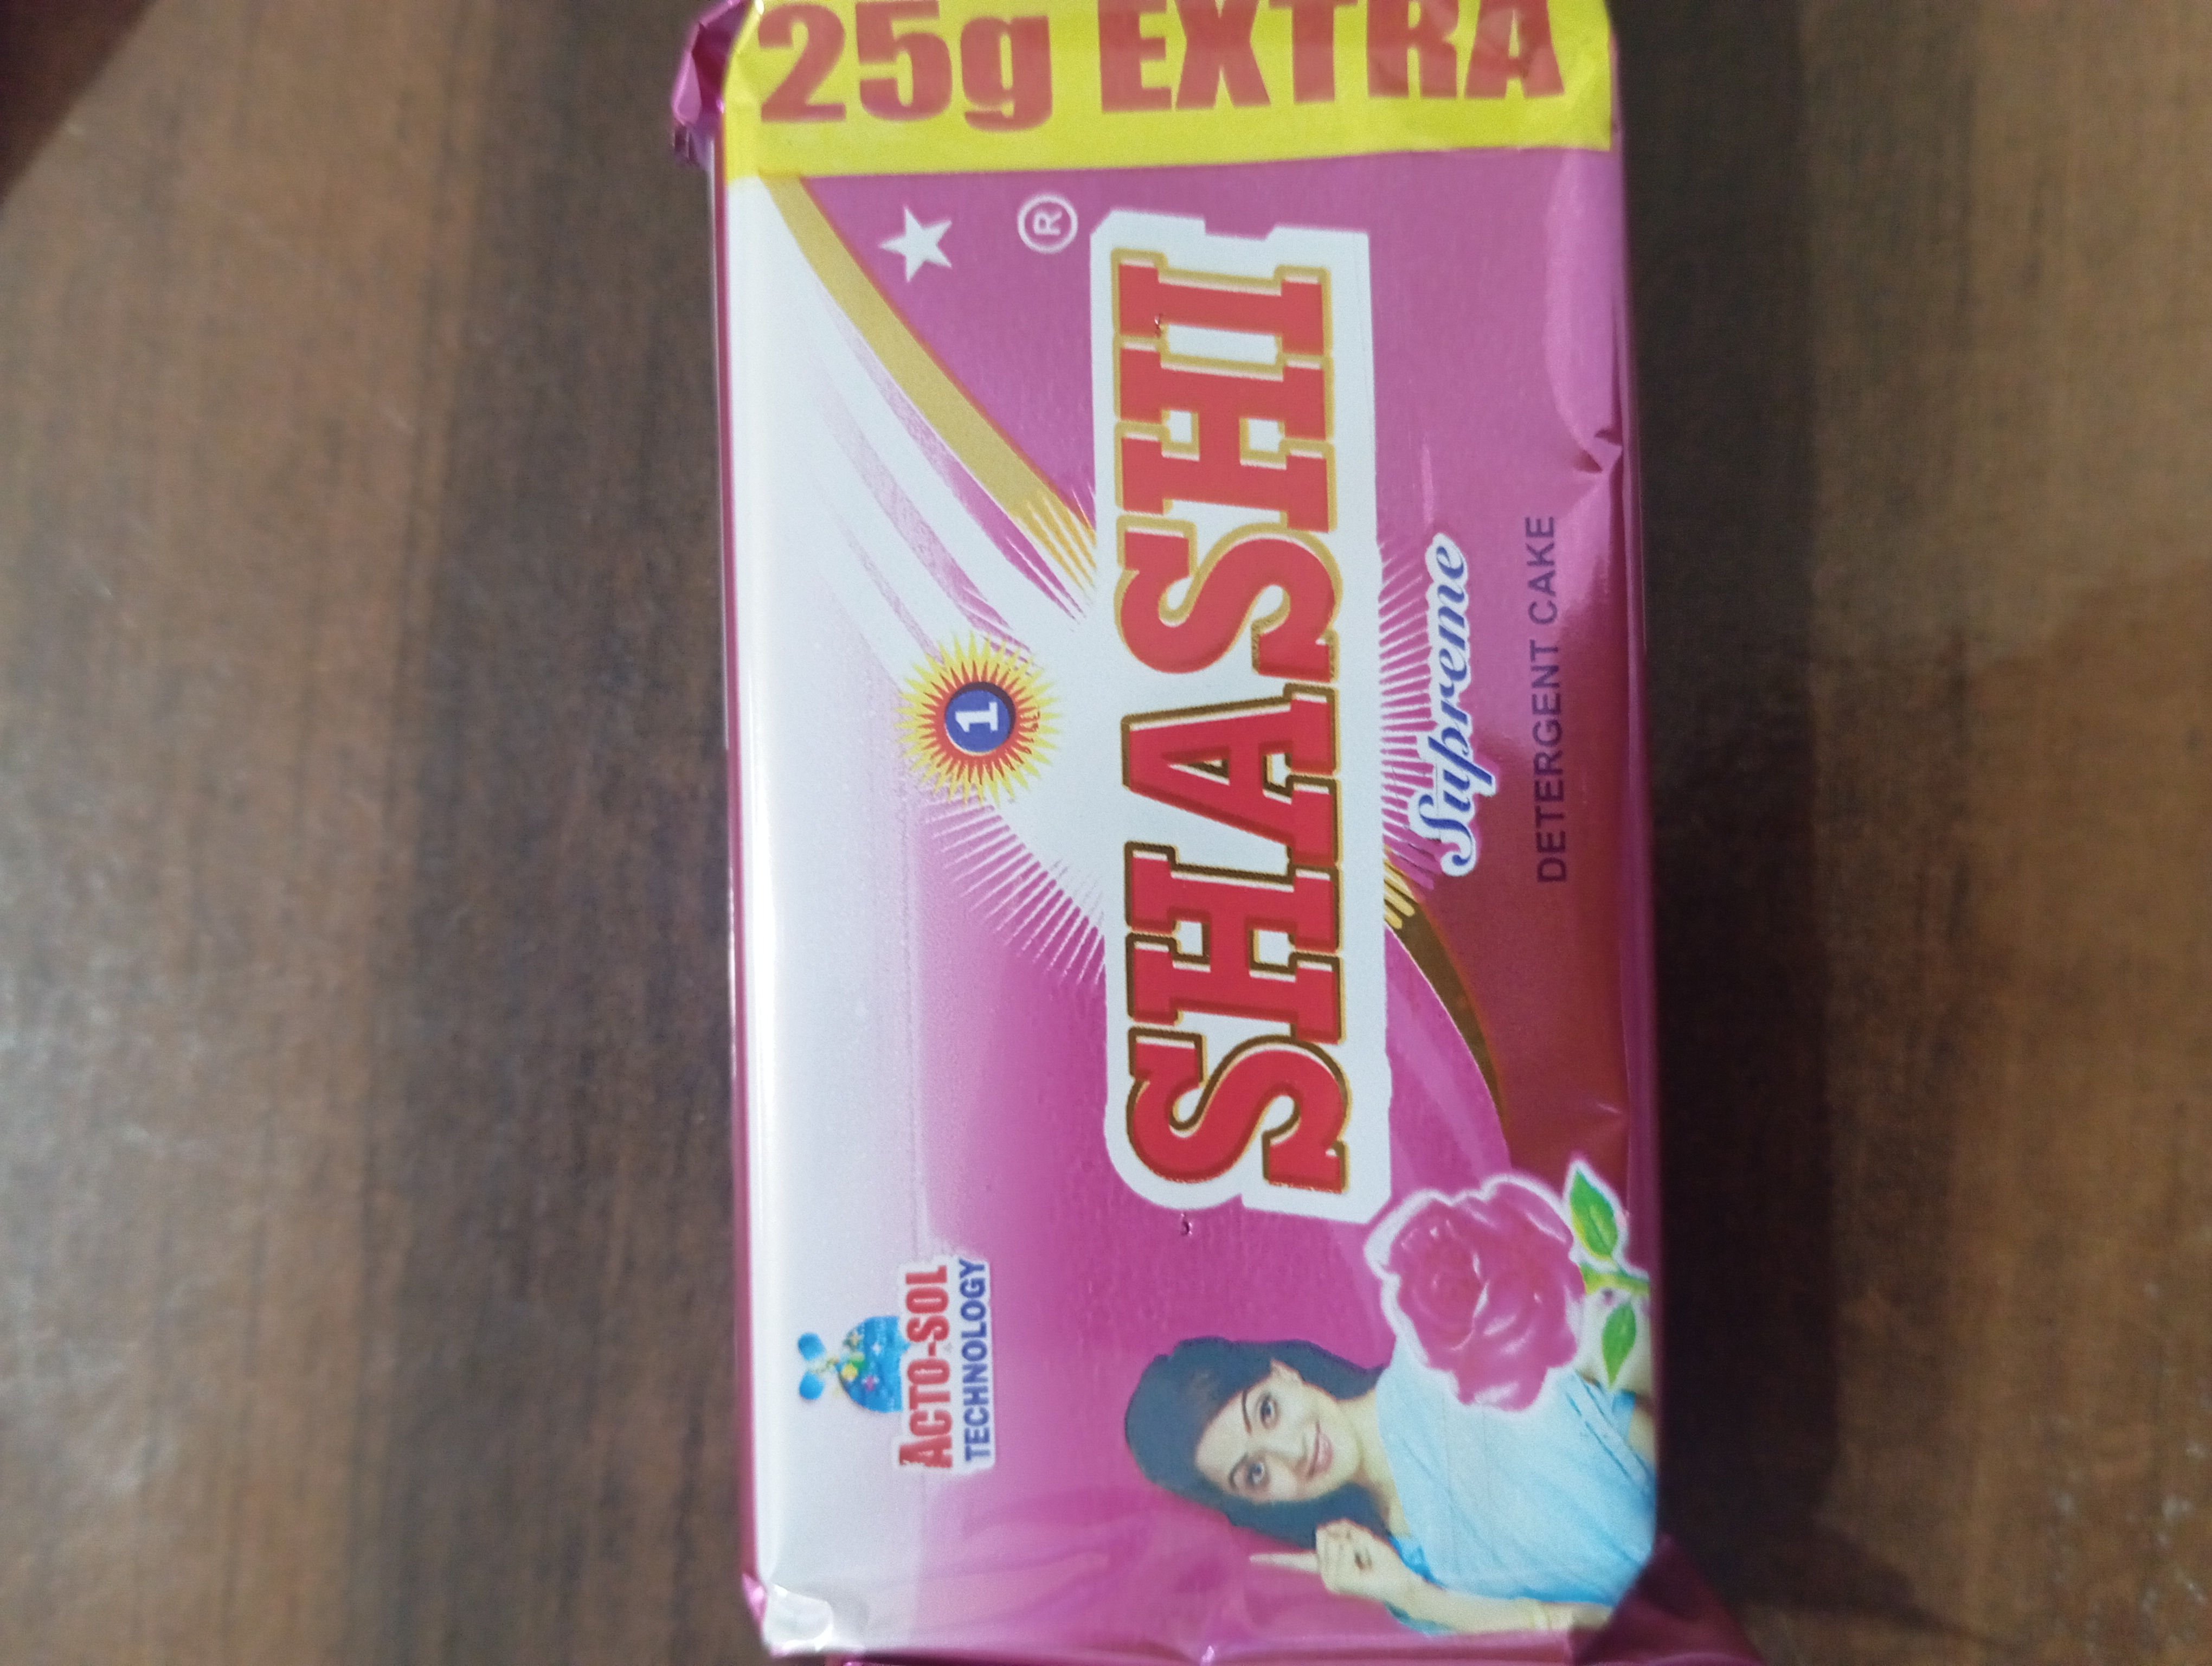 25g EXTRA
®
1
SHASHI
Supreme
DETERGENT CAKE
ACTO-SOL
TECHNOLOGY